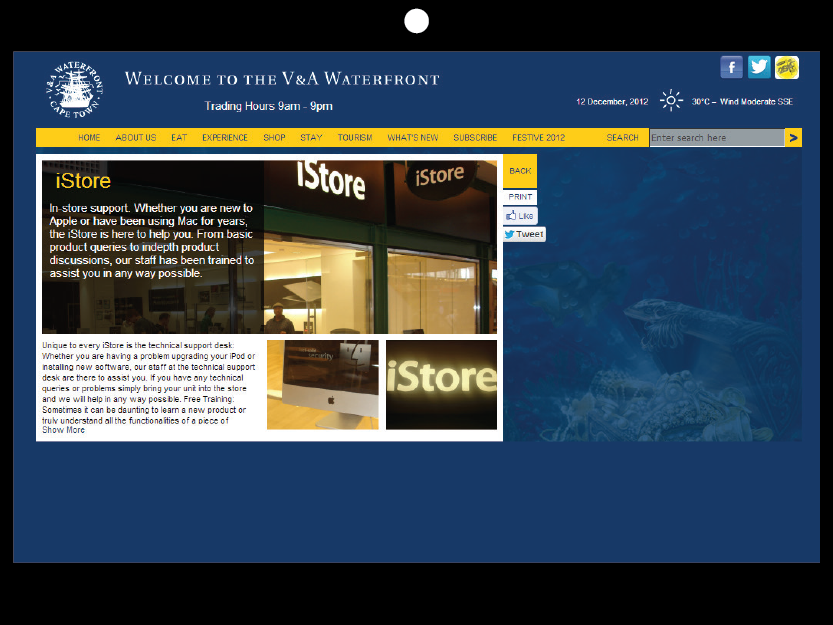 V&A WATERFRONT
CAPE TOWN
WELCOME TO THE V&A WATERFRONT
Trading Hours 9am - 9pm
12 December, 2012
30°C – Wind Moderate SSE
HOME ABOUT US EAT EXPERIENCE SHOP STAY TOURISM WHAT'S NEW SUBSCRIBE FESTIVE 2012 SEARCH Enter search here >
iStore
In-store support. Whether you are new to
Apple or have been using Mac for years,
the iStore is here to help you. From basic
product queries to indepth product
discussions, our staff has been trained to
assist you in any way possible.
iStore
iStore
BACK
PRINT
Like
Tweet
Unique to every iStore is the technical support desk:
Whether you are having a problem upgrading your iPod or
installing new software, our staff at the technical support
desk are there to assist you. If you have any technical
queries or problems simply bring your unit into the store
and we will help in any way possible. Free Training:
Sometimes it can be daunting to learn a new product or
truly understand all the functionalities of a piece of
Show More
security
iStore